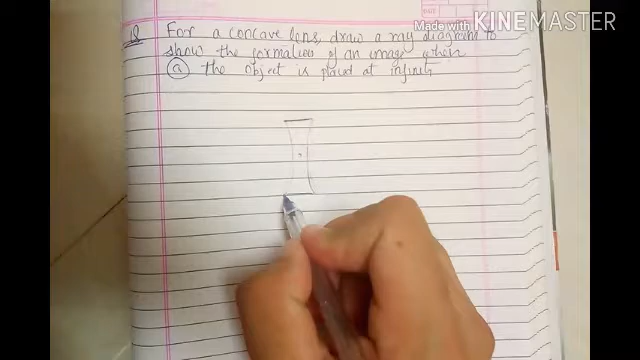 Made with KINEMASTER
DATE
Q For a concave lens, draw a ray diagram to
show the formation of an image when
a the object is placed at infinity